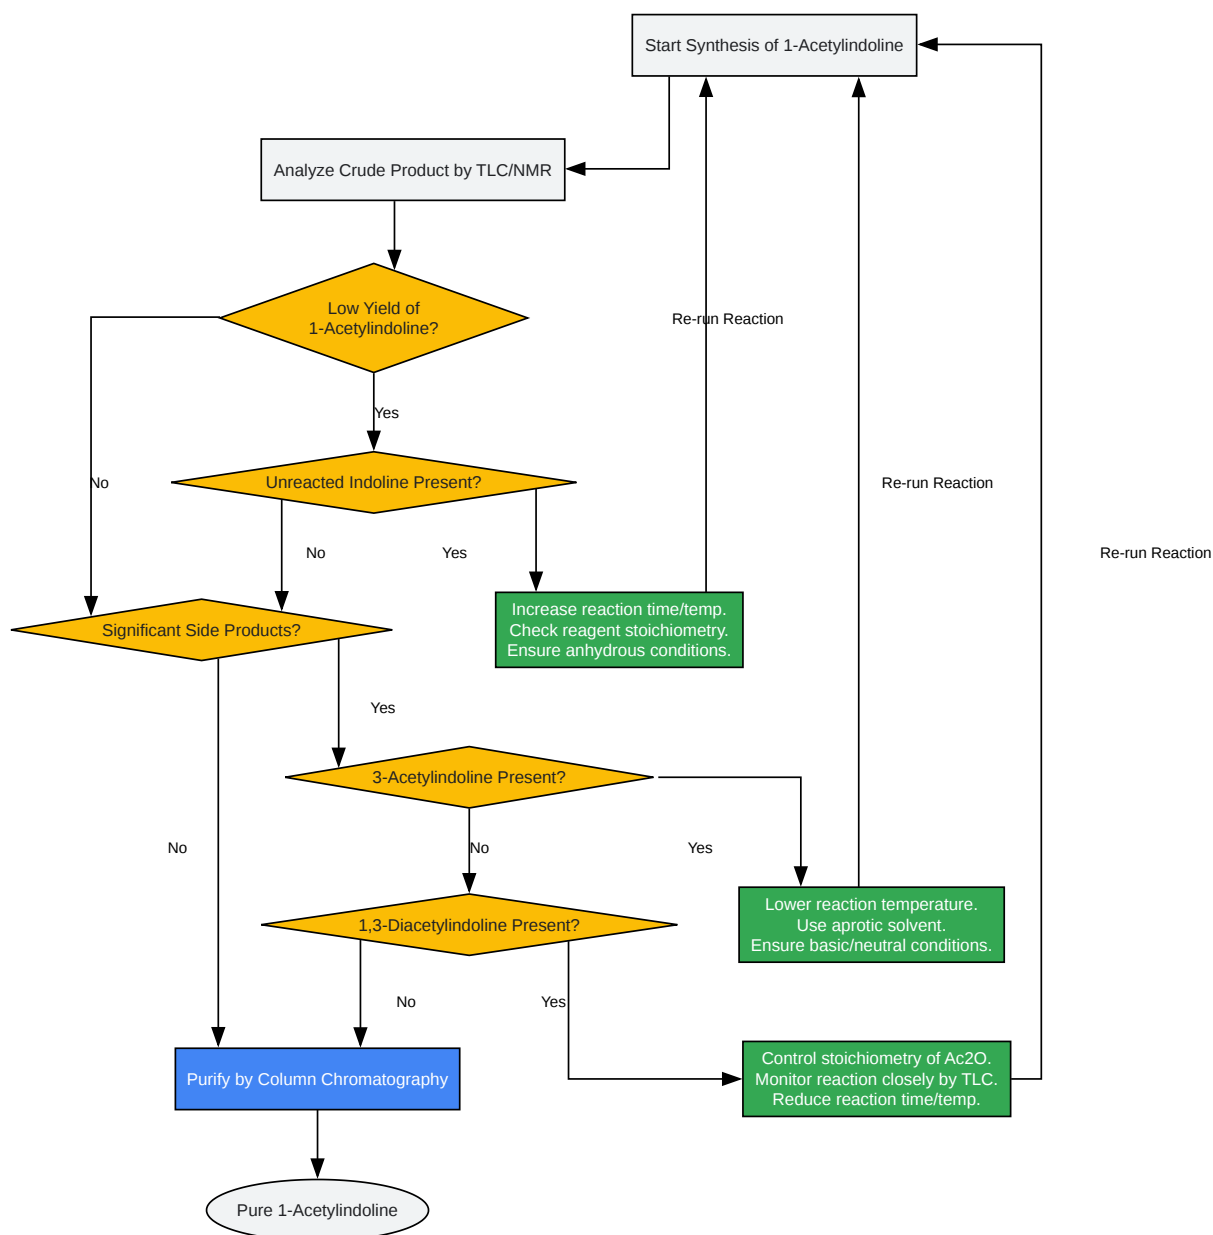 Start Synthesis of 1-Acetylindoline
Analyze Crude Product by TLC/NMR
Low Yield of
1-Acetylindoline?
Re-run Reaction
Yes
Unreacted Indoline Present?
No
Re-run Reaction
No
Yes
Re-run Reaction
Increase reaction time/temp.
Check reagent stoichiometry.
Ensure anhydrous conditions.
Significant Side Products?
Yes
3-Acetylindoline Present?
No
No
Yes
Lower reaction temperature.
Use aprotic solvent.
Ensure basic/neutral conditions.
1,3-Diacetylindoline Present?
No
Yes
Control stoichiometry of Ac2O.
Monitor reaction closely by TLC.
Reduce reaction time/temp.
Purify by Column Chromatography
Pure 1-Acetylindoline